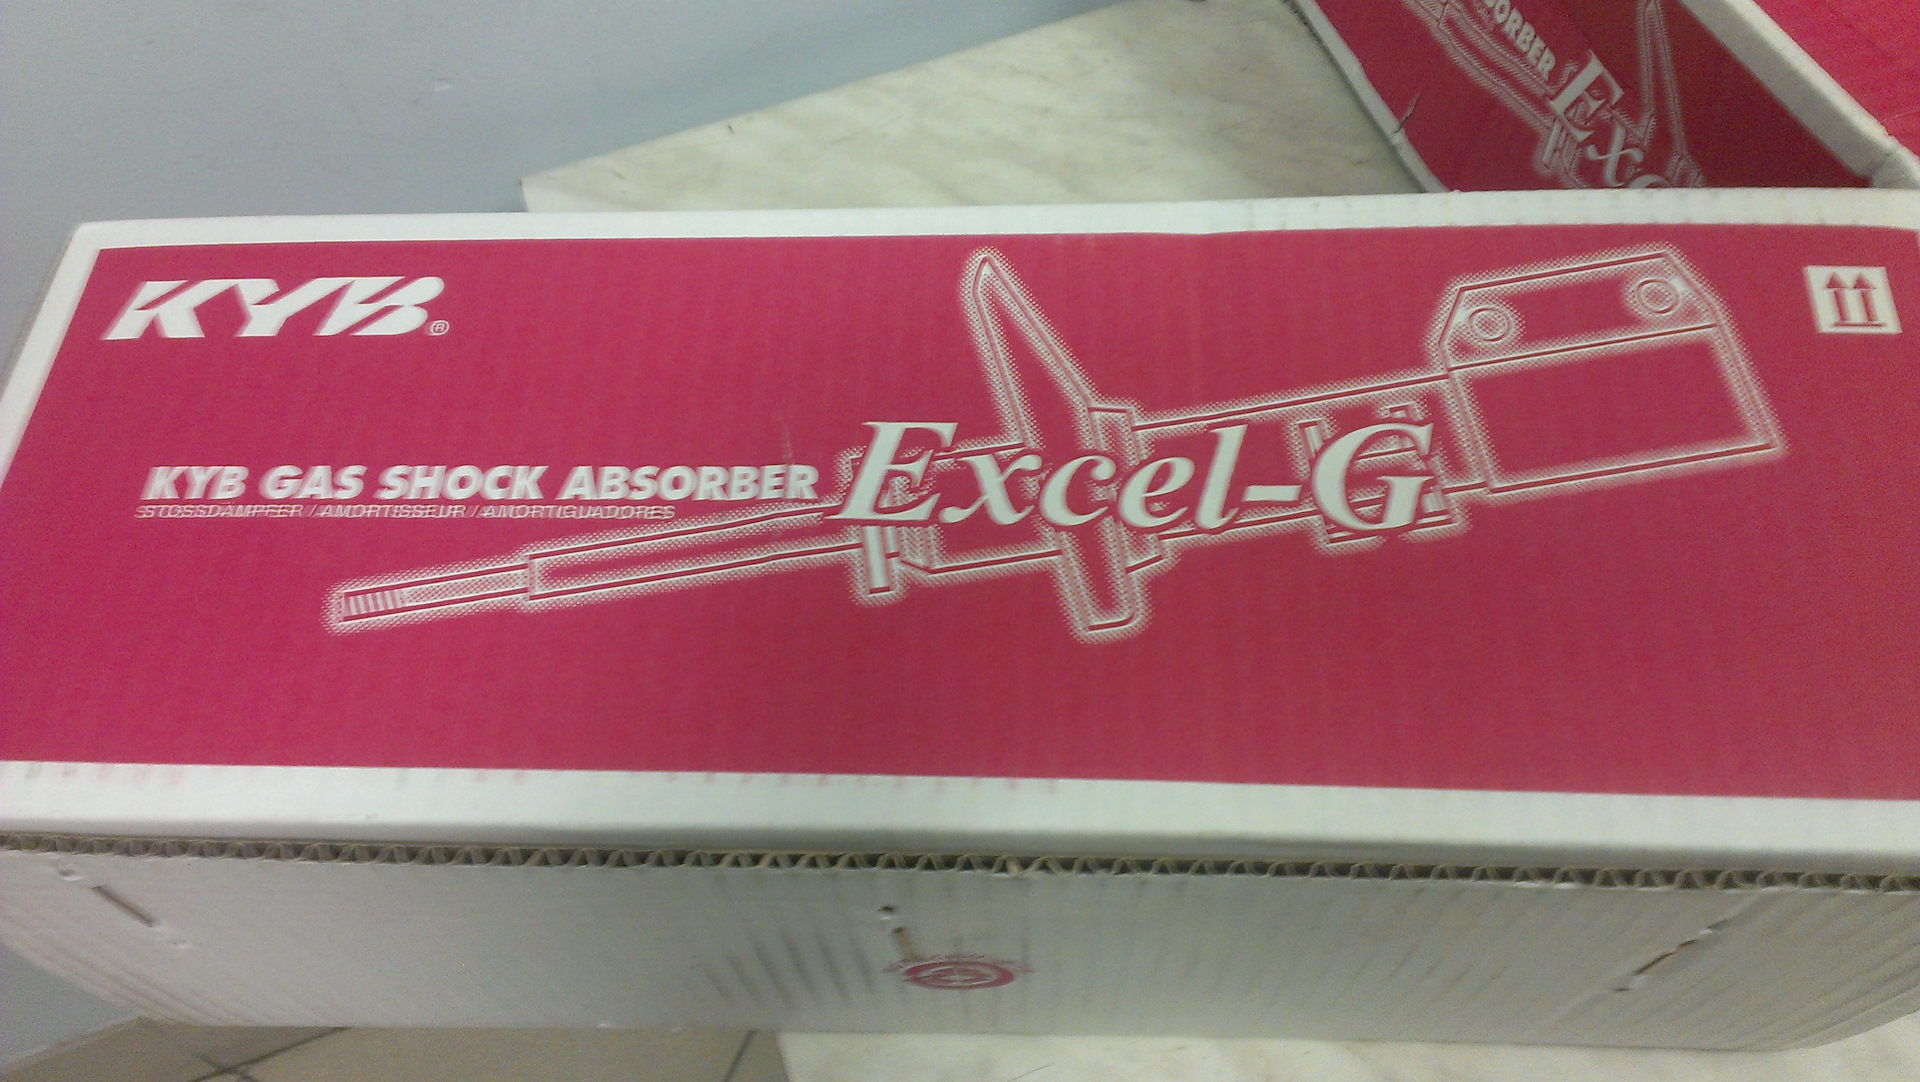 KYB®
KYB GAS SHOCK ABSORBER Excel-G
STOSSDAMPFER / AMORTISSEUR / AMORTIGUADORES